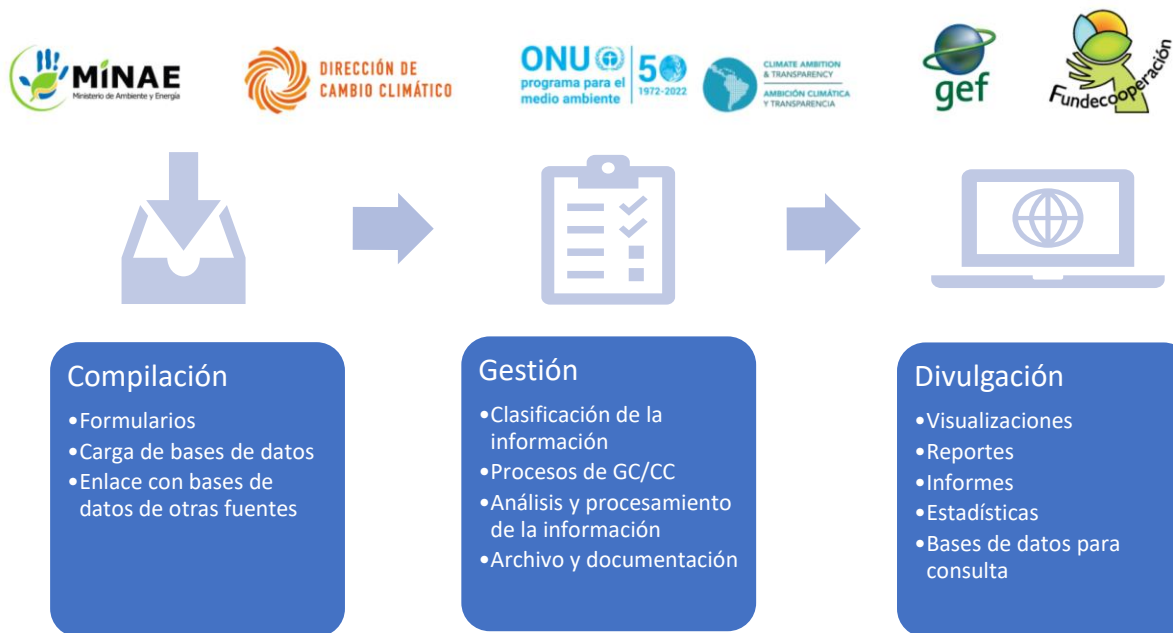 MINAE
Ministerio de Ambiente y Energía
DIRECCIÓN DE
CAMBIO CLIMÁTICO
ONU
programa para el
medio ambiente
50
1972-2022
CLIMATE AMBITION
& TRANSPARENCY
AMBICIÓN CLIMÁTICA
Y TRANSPARENCIA
gef
Fundecooperación
Compilación
•Formularios
•Carga de bases de datos
•Enlace con bases de
datos de otras fuentes
Gestión
•Clasificación de la
información
•Procesos de GC/CC
•Análisis y procesamiento
de la información
•Archivo y documentación
Divulgación
•Visualizaciones
•Reportes
•Informes
•Estadísticas
•Bases de datos para
consulta